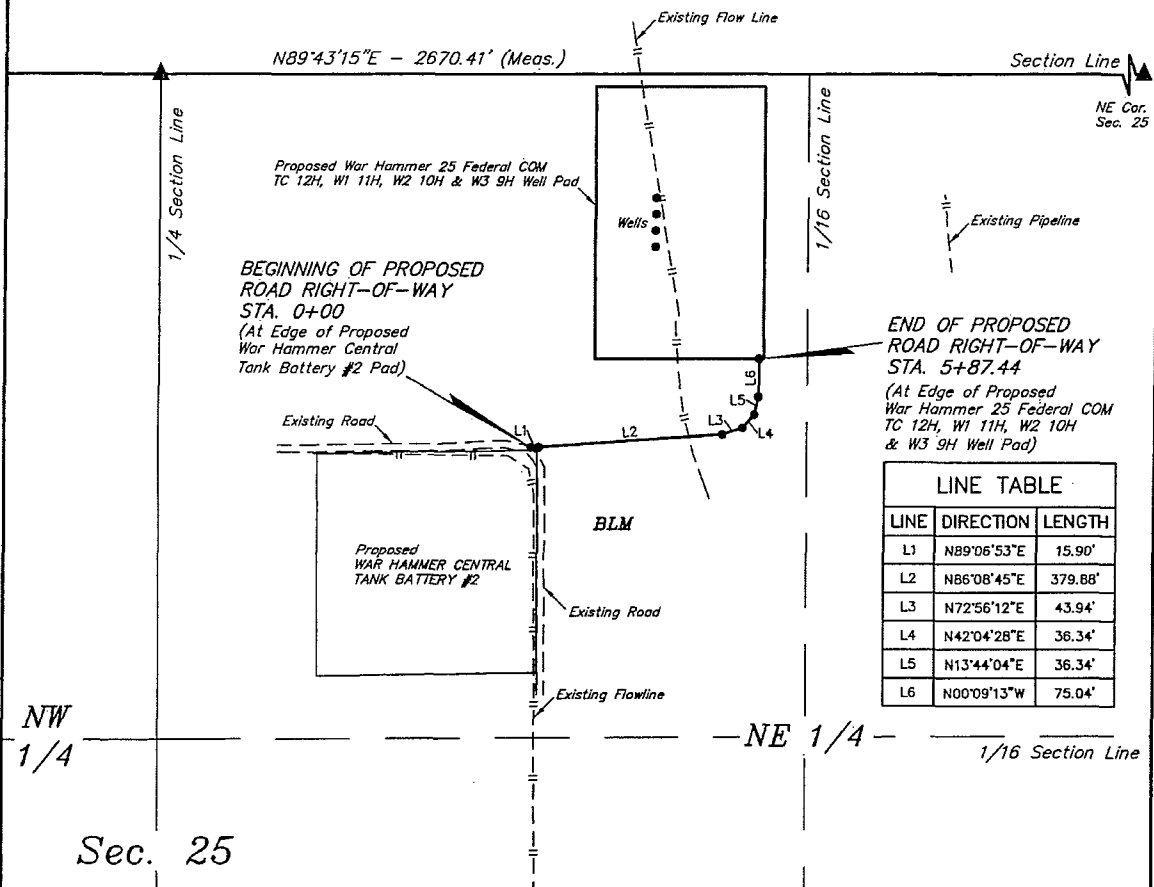 Existing Flow Line
N89°43'15"E - 2670.41' (Meas.)
Section Line
NE Cor.
Sec. 25
1/4 Section Line
1/16 Section Line
Proposed War Hammer 25 Federal COM
TC 12H, W1 11H, W2 10H & W3 9H Well Pad
Wells
Existing Pipeline
BEGINNING OF PROPOSED
ROAD RIGHT-OF-WAY
STA. 0+00
(At Edge of Proposed
War Hammer Central
Tank Battery #2 Pad)
END OF PROPOSED
ROAD RIGHT-OF-WAY
STA. 5+87.44
(At Edge of Proposed
War Hammer 25 Federal COM
TC 12H, W1 11H, W2 10H
& W3 9H Well Pad)
Existing Road
L1
L2
L3
L4
L5
L6
BLM
Proposed
WAR HAMMER CENTRAL
TANK BATTERY #2
Existing Road
Existing Flowline
LINE TABLE
LINE DIRECTION LENGTH
L1 N89°06'53"E 15.90'
L2 N86°08'45"E 379.88'
L3 N72°56'12"E 43.94'
L4 N42°04'28"E 36.34'
L5 N13°44'04"E 36.34'
L6 N00°09'13"W 75.04'
NW
1/4
NE 1/4
1/16 Section Line
Sec. 25